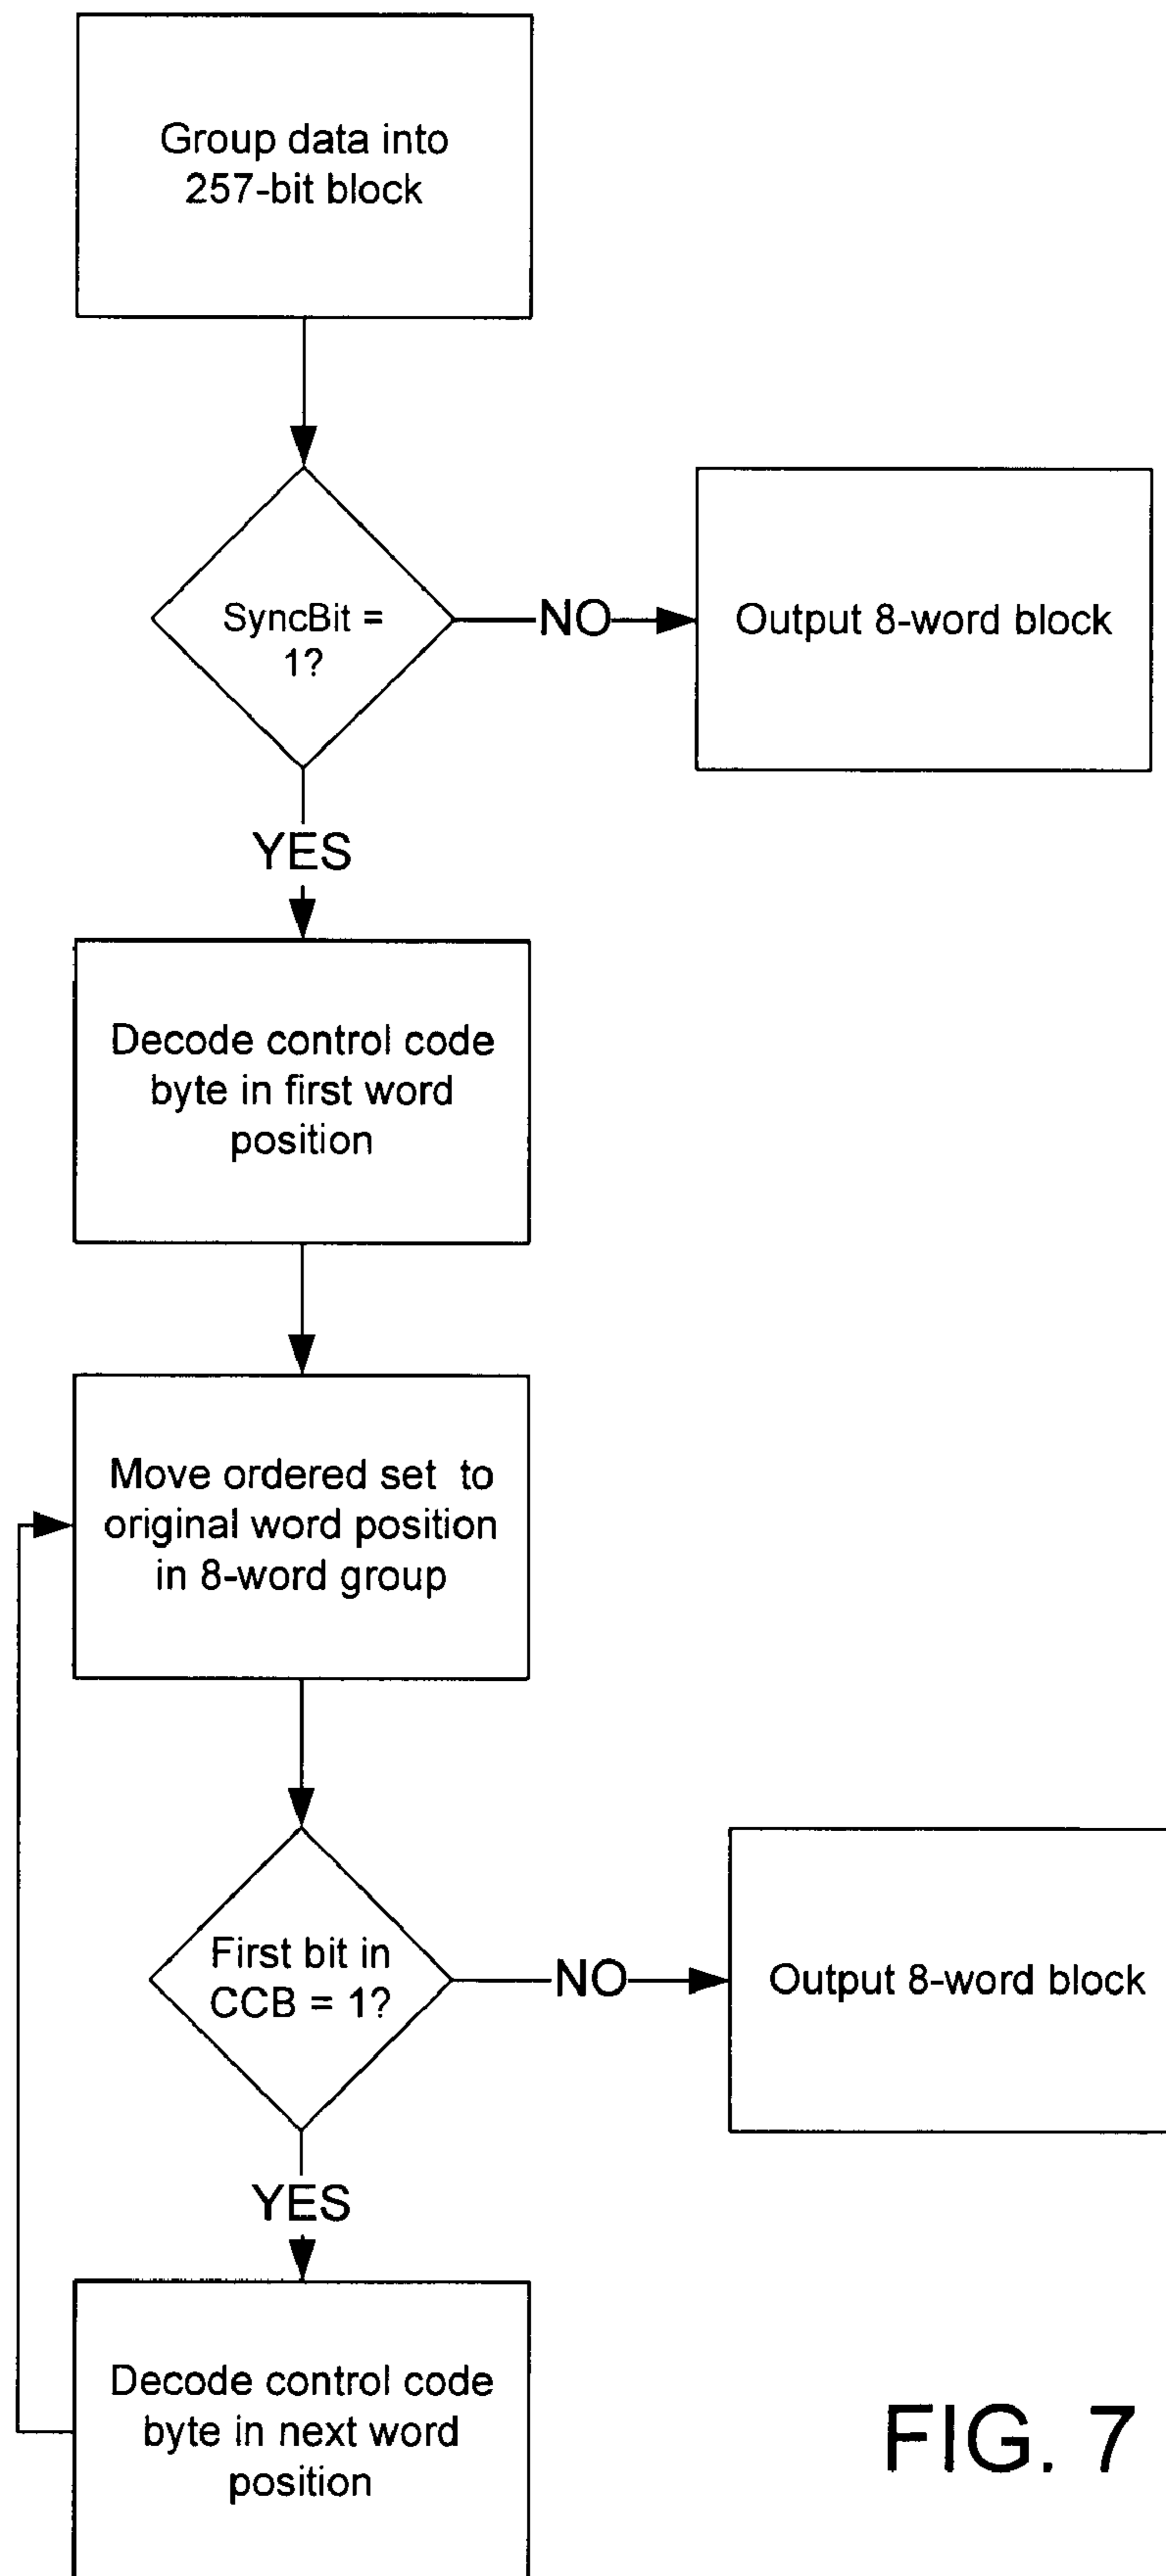 Group data into
257-bit block
SyncBit =
1?
NO
Output 8-word block
YES
Decode control code
byte in first word
position
Move ordered set to
original word position
in 8-word group
First bit in
CCB = 1?
NO
Output 8-word block
YES
Decode control code
byte in next word
position
FIG. 7